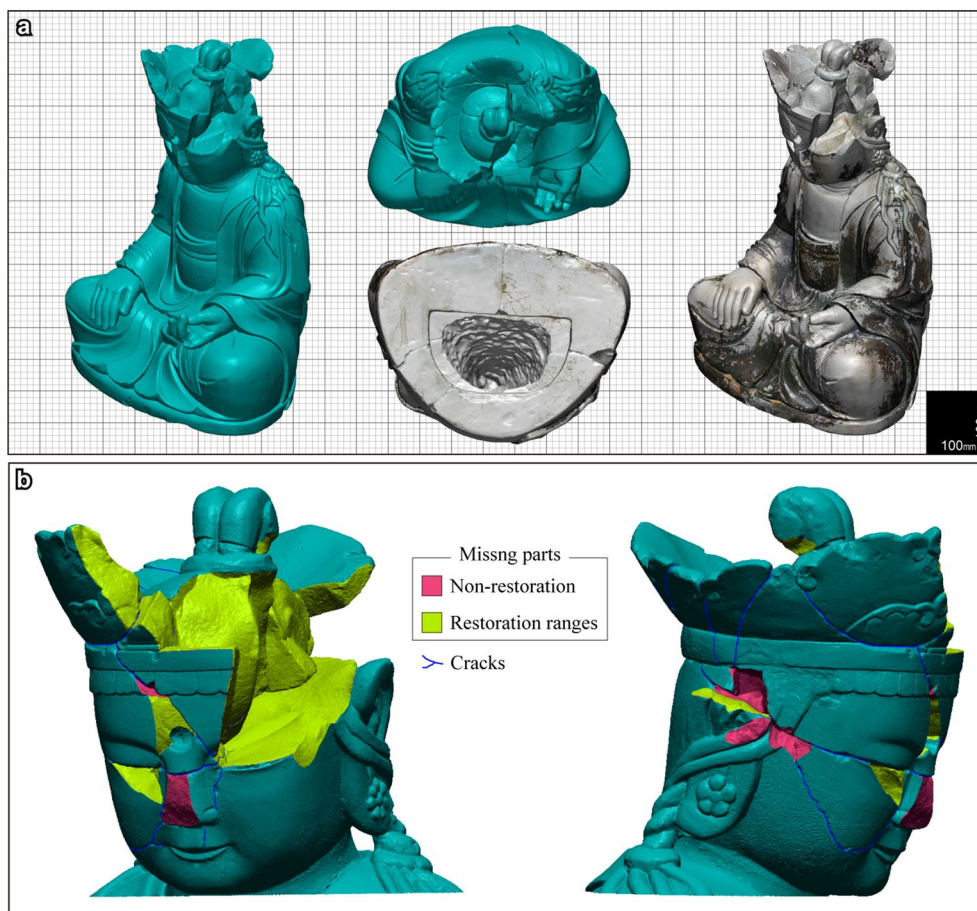 a
100mm
b
Missng parts
Non-restoration
Restoration ranges
Cracks